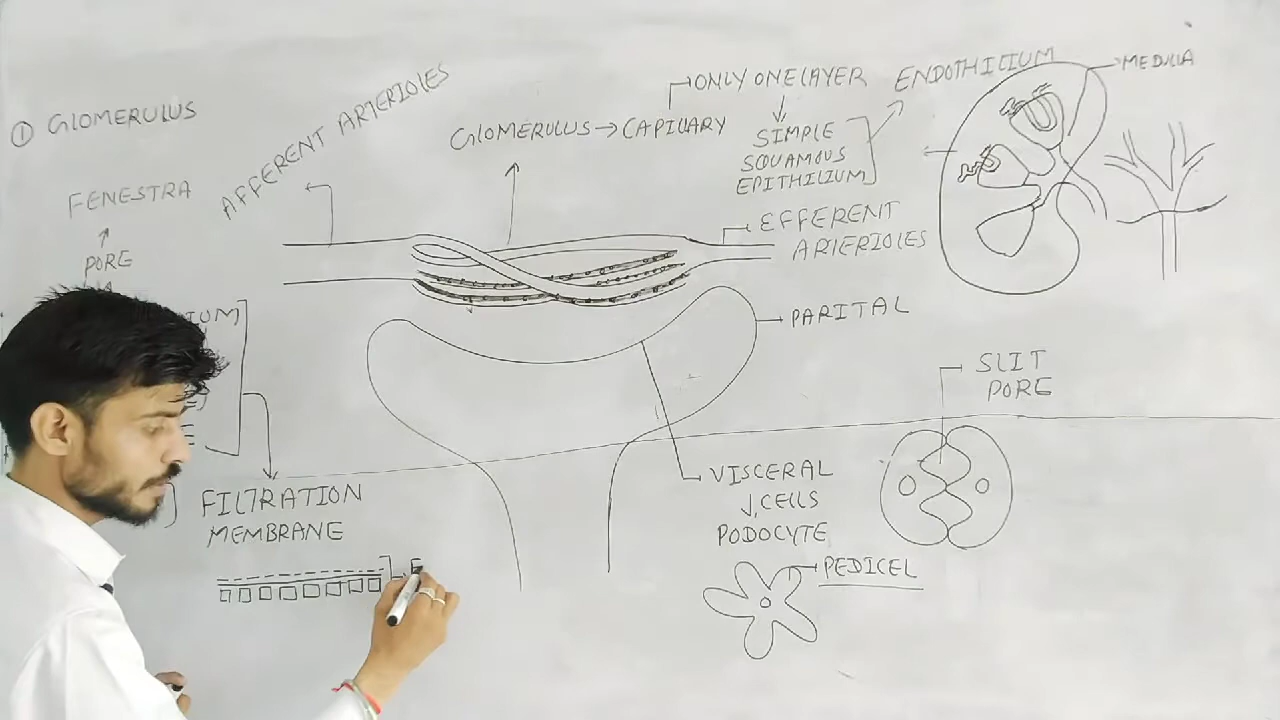 ① GLOMERULUS
AFFERENT ARTERIOLES
GLOMERULUS → CAPILLARY
ONLY ONE LAYER
SIMPLE
SQUAMOUS
EPITHILIUM
ENDOTHILIUM
MEDULLA
FENESTRA
PORE
EFFERENT
ARTERIOLES
PARITAL
SLIT
PORE
FILTRATION
MEMBRANE
VISCERAL
CELLS
PODOCYTE
PEDICEL